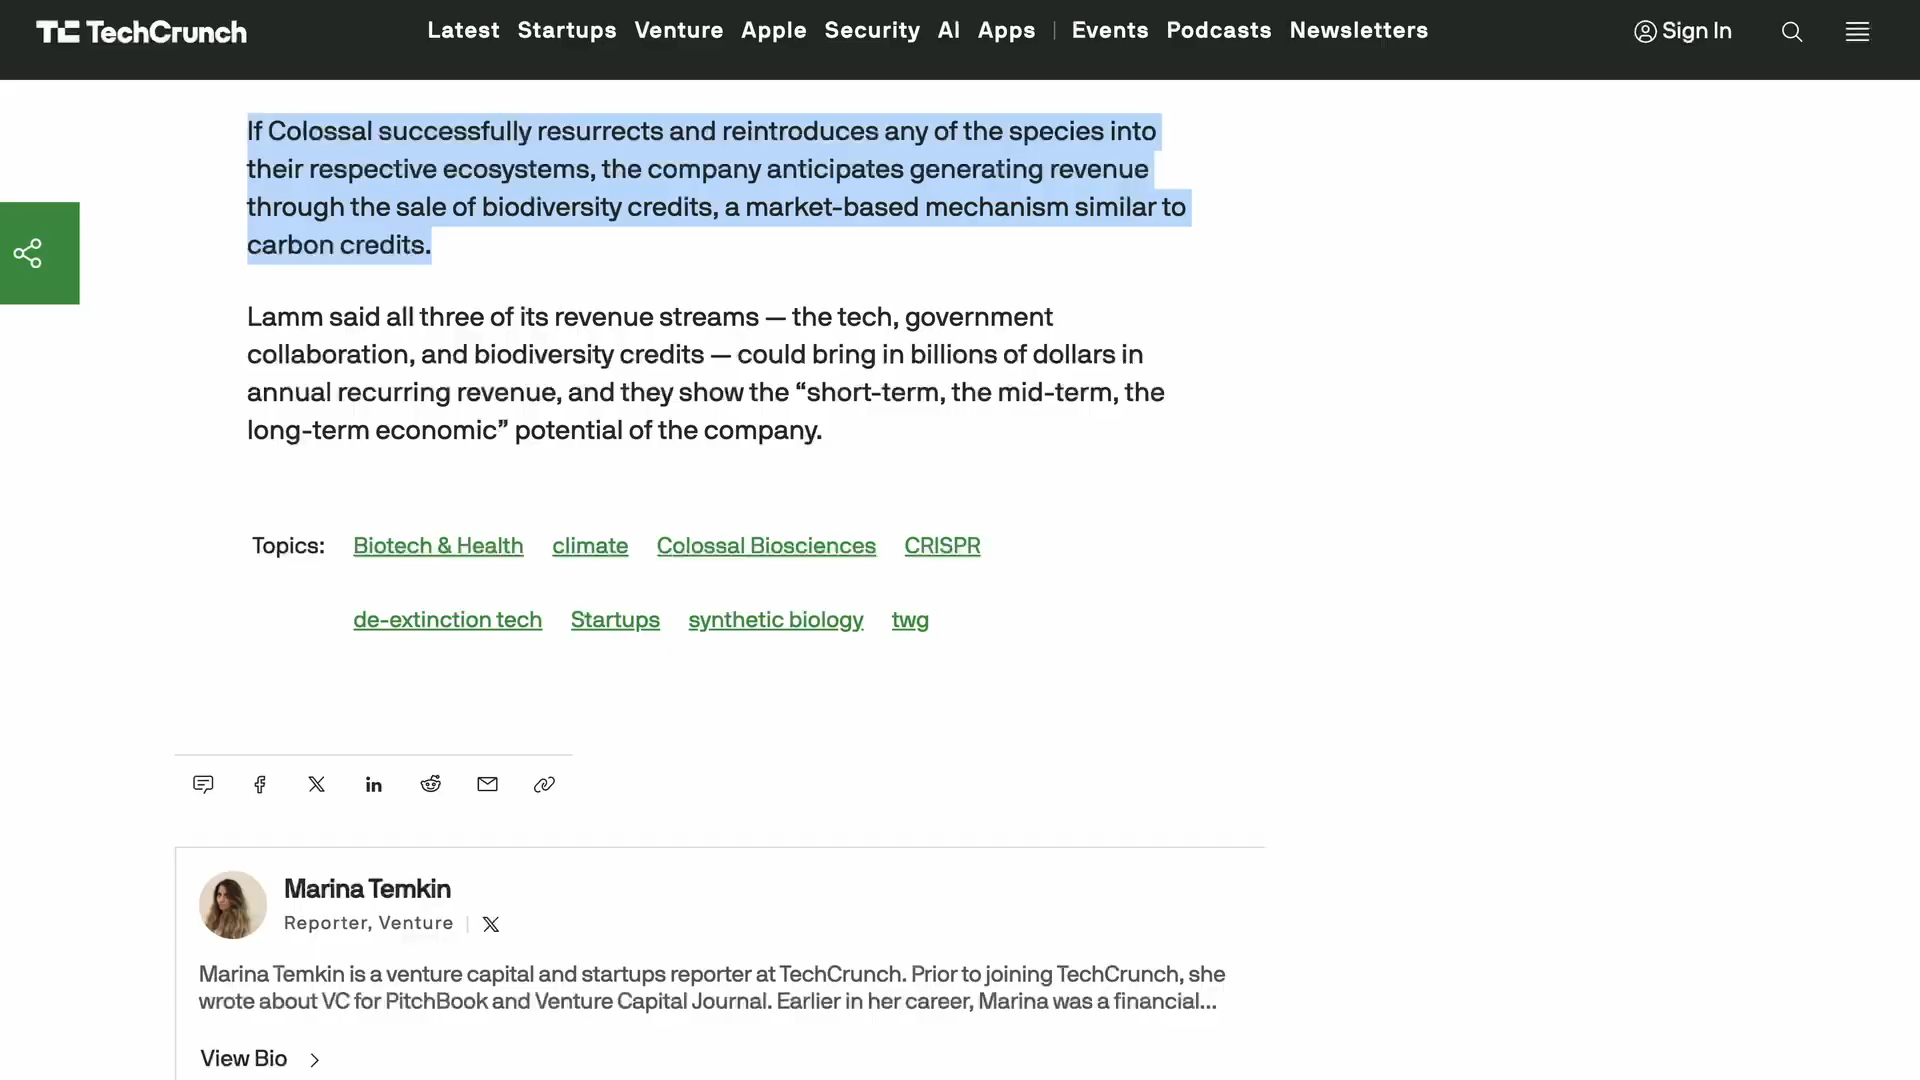 TechCrunch
Latest Startups Venture Apple Security AI Apps | Events Podcasts Newsletters
Sign In
If Colossal successfully resurrects and reintroduces any of the species into
their respective ecosystems, the company anticipates generating revenue
through the sale of biodiversity credits, a market-based mechanism similar to
carbon credits.
Lamm said all three of its revenue streams — the tech, government
collaboration, and biodiversity credits — could bring in billions of dollars in
annual recurring revenue, and they show the “short-term, the mid-term, the
long-term economic” potential of the company.
Topics: Biotech & Health climate Colossal Biosciences CRISPR
de-extinction tech Startups synthetic biology twg
Marina Temkin
Reporter, Venture
Marina Temkin is a venture capital and startups reporter at TechCrunch. Prior to joining TechCrunch, she
wrote about VC for PitchBook and Venture Capital Journal. Earlier in her career, Marina was a financial...
View Bio